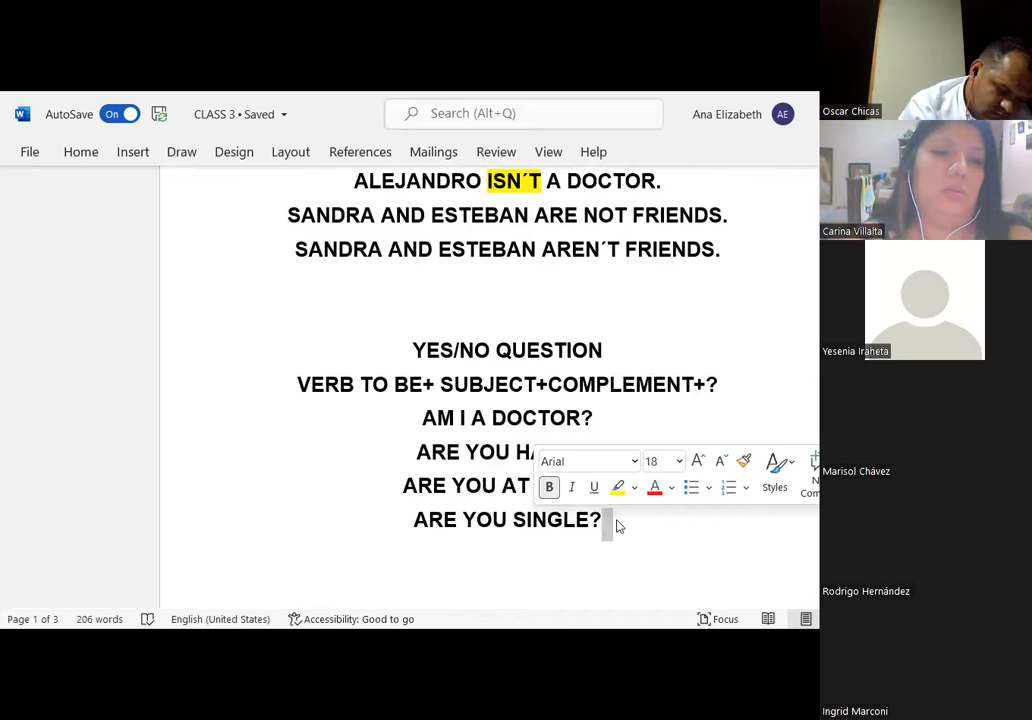 AutoSave On CLASS 3 • Saved Search (Alt+Q) Ana Elizabeth AE
File Home Insert Draw Design Layout References Mailings Review View Help
ALEJANDRO ISN´T A DOCTOR.
SANDRA AND ESTEBAN ARE NOT FRIENDS.
SANDRA AND ESTEBAN AREN´T FRIENDS.
YES/NO QUESTION
VERB TO BE+ SUBJECT+COMPLEMENT+?
AM I A DOCTOR?
ARE YOU
ARE YOU AT
ARE YOU SINGLE?
Arial 18
B I U A Styles
Page 1 of 3 206 words English (United States) Accessibility: Good to go Focus
Oscar Chicas
Carina Villalta
Yesenia Iraheta
Marisol Chávez
Rodrigo Hernández
Ingrid Marconi